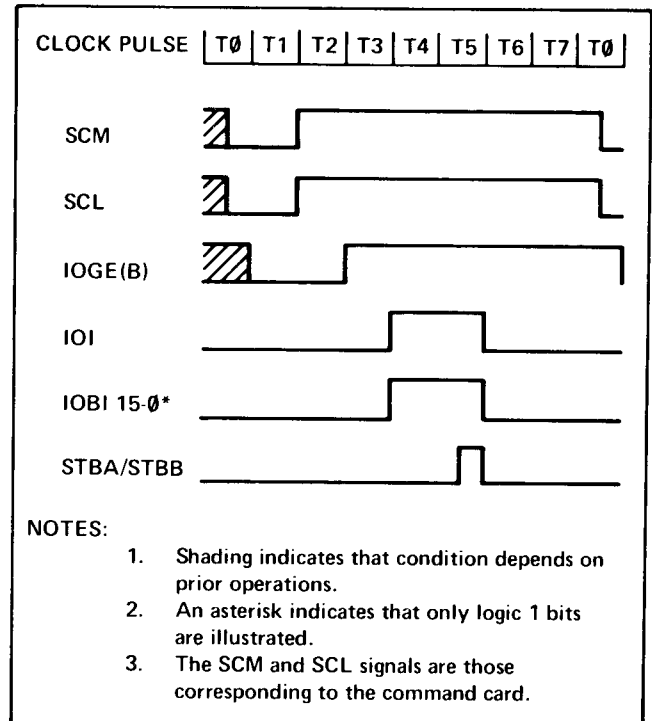 CLOCK PULSE TØ T1 T2 T3 T4 T5 T6 T7 TØ
SCM
SCL
IOGE(B)
IOI
IOBI 15-Ø*
STBA/STBB
NOTES:
1. Shading indicates that condition depends on
prior operations.
2. An asterisk indicates that only logic 1 bits
are illustrated.
3. The SCM and SCL signals are those
corresponding to the command card.